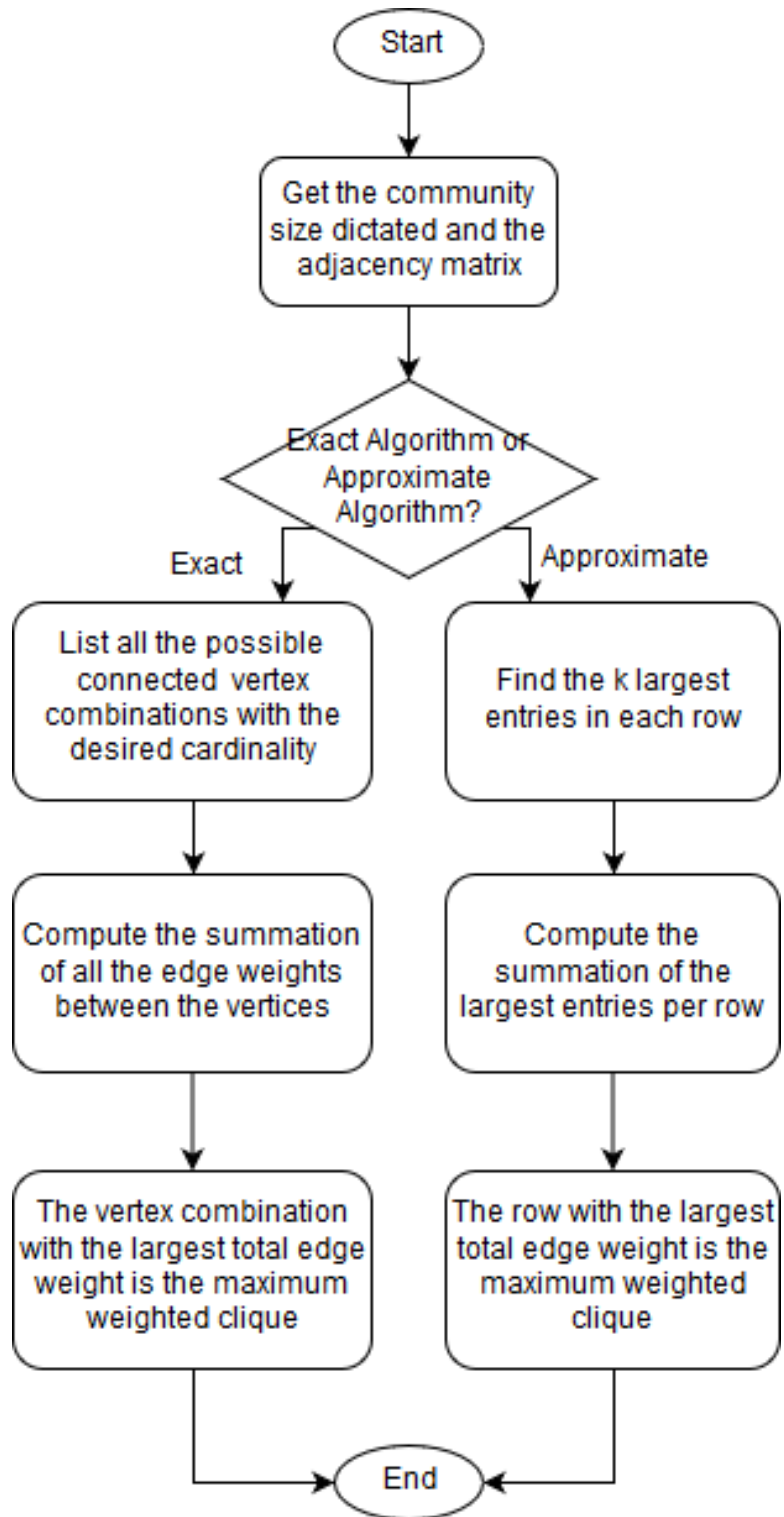 Start
Get the community
size dictated and the
adjacency matrix
Exact Algorithm or
Approximate
Algorithm?
Exact
Approximate
List all the possible
connected vertex
combinations with the
desired cardinality
Find the k largest
entries in each row
Compute the summation
of all the edge weights
between the vertices
Compute the
summation of the
largest entries per row
The vertex combination
with the largest total edge
weight is the maximum
weighted clique
The row with the largest
total edge weight is the
maximum weighted
clique
End